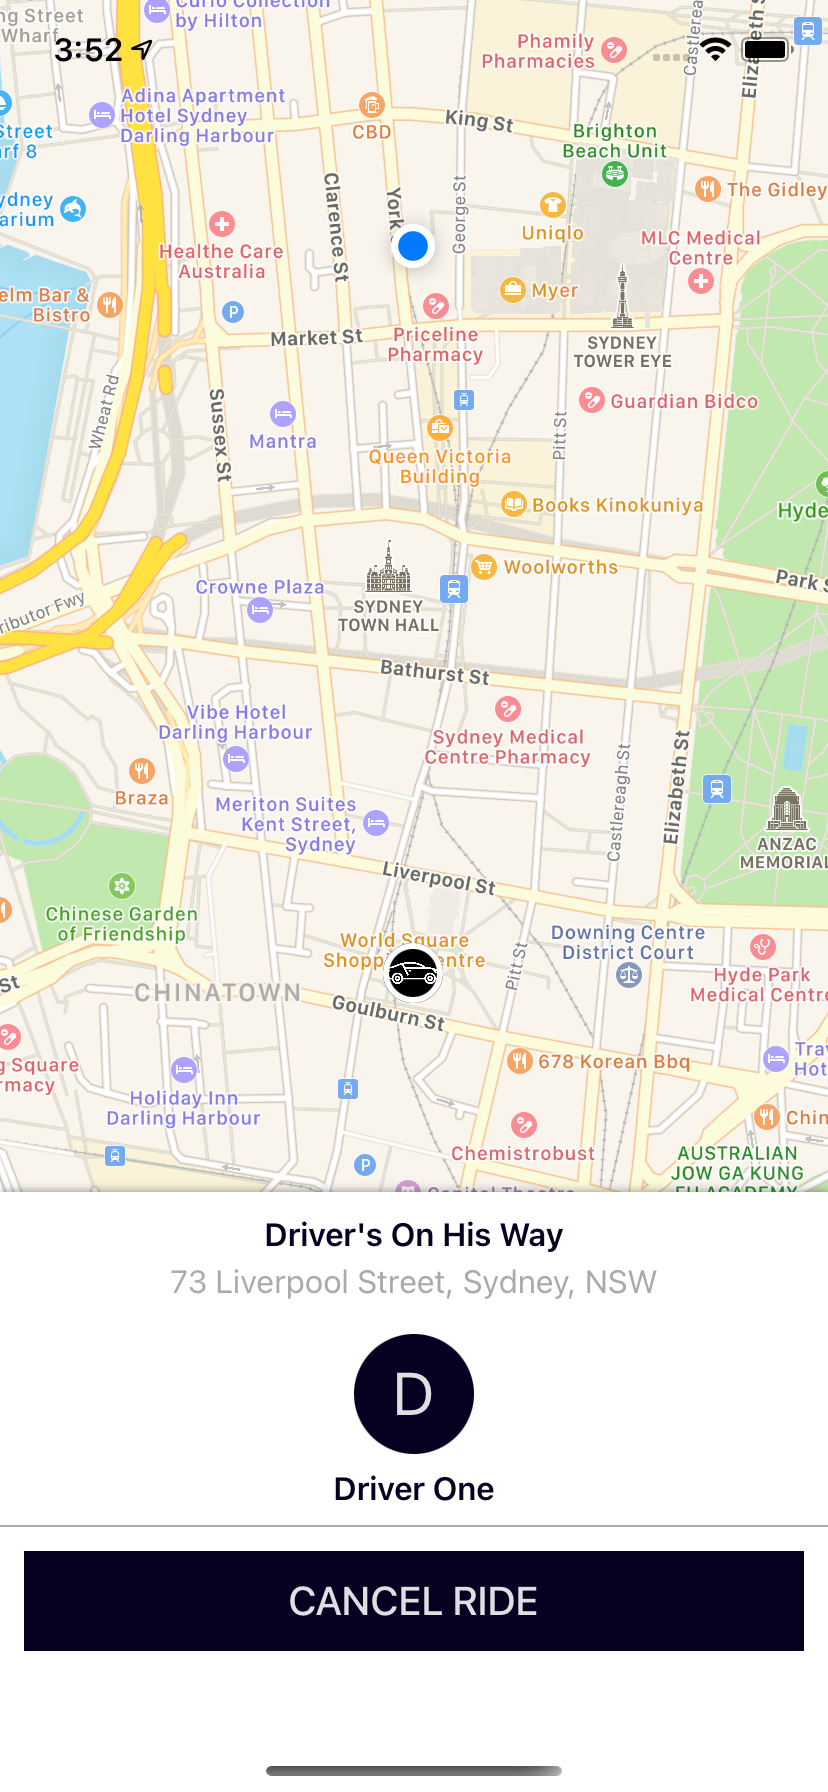 Curio Collection
by Hilton
ng Street
Wharf
3:52
Phamily
Pharmacies
Castlereag
Elizabeth S
Adina Apartment
Hotel Sydney
Darling Harbour
CBD
King St
Brighton
Beach Unit
Street
arf 8
Clarence St
York
George St
The Gidley
ydney
arium
Uniqlo
MLC Medical
Centre
Healthe Care
Australia
elm Bar &
Bistro
P
Myer
Market St
Priceline
Pharmacy
SYDNEY
TOWER EYE
Wheat Rd
Sussex St
Guardian Bidco
Mantra
Pitt St
Queen Victoria
Building
Books Kinokuniya
Hyde
Woolworths
Park S
Crowne Plaza
SYDNEY
TOWN HALL
ributor Fwy
Bathurst St
Vibe Hotel
Darling Harbour
Sydney Medical
Centre Pharmacy
Castlereagh St
Elizabeth St
Braza
Meriton Suites
Kent Street,
Sydney
ANZAC
MEMORIAL
Liverpool St
Chinese Garden
of Friendship
World Square
Shopp
entre
Pitt St
Downing Centre
District Court
Hyde Park
Medical Centre
St
CHINATOWN
Goulburn St
g Square
rmacy
678 Korean Bbq
Tra
Hot
Holiday Inn
Darling Harbour
Chin
Chemistrobust
P
AUSTRALIAN
JOW GA KUNG
FU ACADEMY
Capitol Theatre
Driver's On His Way
73 Liverpool Street, Sydney, NSW
D
Driver One
CANCEL RIDE